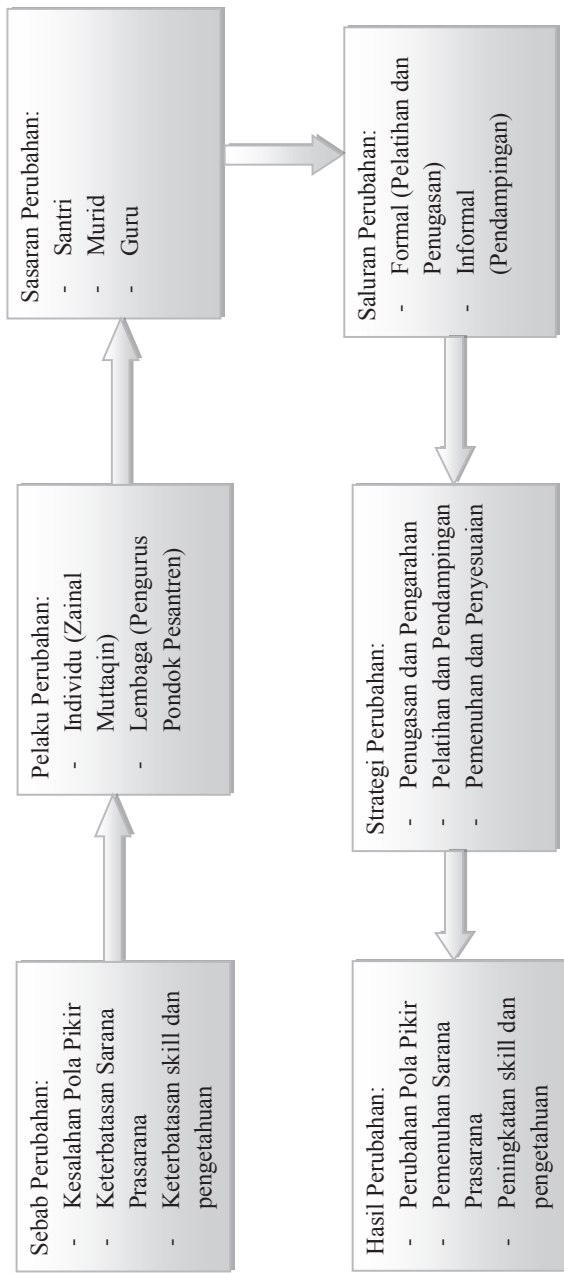 Sebab Perubahan:
- Kesalahan Pola Pikir
- Keterbatasan Sarana
Prasarana
- Keterbatasan skill dan
pengetahuan
Pelaku Perubahan:
- Individu (Zainal
Muttaqin)
- Lembaga (Pengurus
Pondok Pesantren)
Sasaran Perubahan:
- Santri
- Murid
- Guru
Saluran Perubahan:
- Formal (Pelatihan dan
Penugasan)
- Informal
(Pendampingan)
Strategi Perubahan:
- Penugasan dan Pengarahan
- Pelatihan dan Pendampingan
- Pemenuhan dan Penyesuaian
Hasil Perubahan:
- Perubahan Pola Pikir
- Pemenuhan Sarana
Prasarana
- Peningkatan skill dan
pengetahuan